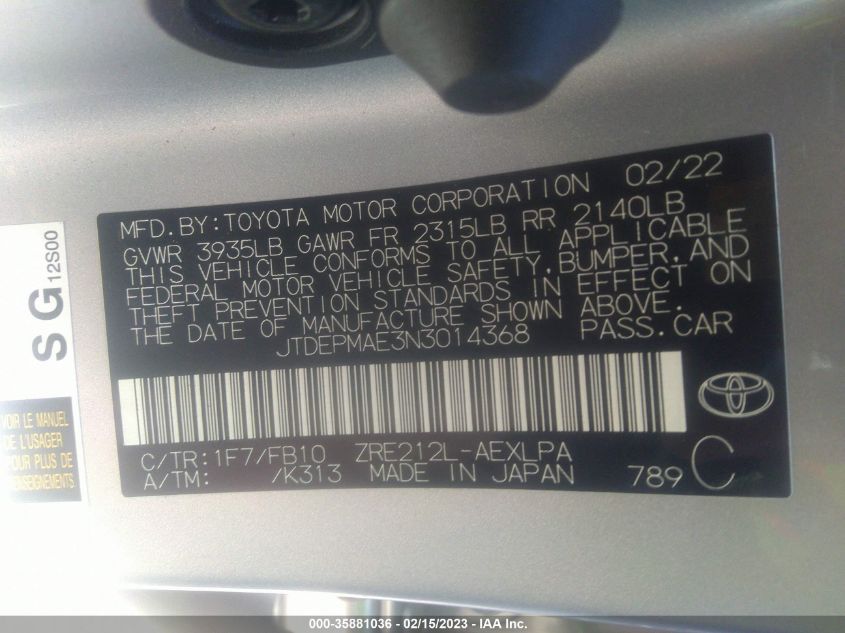 MFD.BY:TOYOTA MOTOR CORPORATION 02/22
GVWR 3935LB GAWR FR 2315LB RR 2140LB
THIS VEHICLE CONFORMS TO ALL APPLICABLE
FEDERAL MOTOR VEHICLE SAFETY,BUMPER,AND
THEFT PREVENTION STANDARDS IN EFFECT ON
THE DATE OF MANUFACTURE SHOWN ABOVE.
JTDEPMAE3N3014368 PASS.CAR
C/TR:1F7/FB10 ZRE212L-AEXLPA
A/TM: /K313 MADE IN JAPAN 789 C
S G 12S00
VOIR LE MANUEL
DE L'USAGER
POUR PLUS DE
RENSEIGNEMENTS
000-35881036 - 02/15/2023 - IAA Inc.